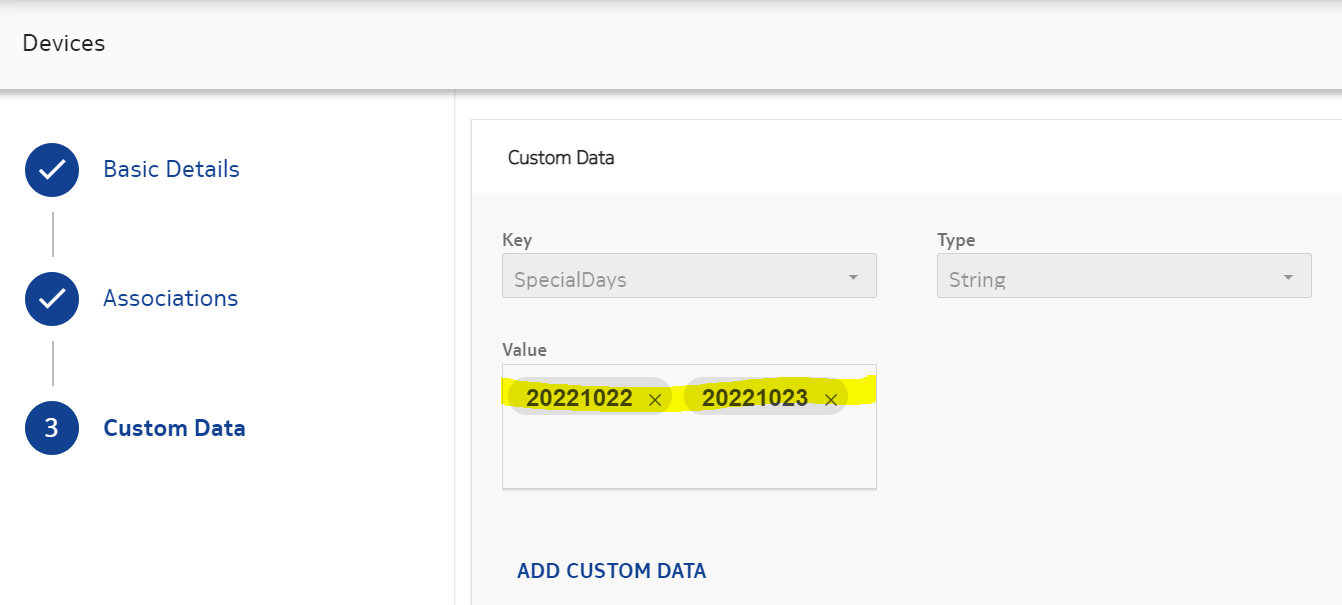 Devices
Basic Details
Associations
3 Custom Data
Custom Data
Key Type
SpecialDays String
Value
20221022 × 20221023 ×
ADD CUSTOM DATA